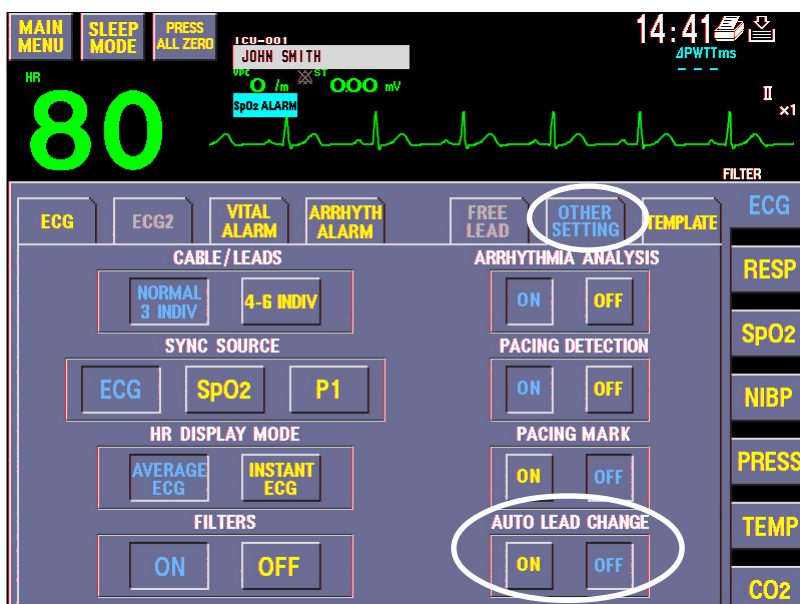 MAIN MENU
SLEEP MODE
PRESS ALL ZERO
ICU-001
JOHN SMITH
14:41
ΔPWTTms
- - -
HR
80
VPC
0 /m
ST
0.00 mV
SpO2 ALARM
II
×1
FILTER
ECG
ECG2
VITAL ALARM
ARRHYTH ALARM
FREE LEAD
OTHER SETTING
TEMPLATE
ECG
CABLE/LEADS
NORMAL 3 INDIV
4-6 INDIV
ARRHYTHMIA ANALYSIS
ON
OFF
RESP
SYNC SOURCE
ECG
SpO2
P1
PACING DETECTION
ON
OFF
SpO2
NIBP
HR DISPLAY MODE
AVERAGE ECG
INSTANT ECG
PACING MARK
ON
OFF
PRESS
FILTERS
ON
OFF
AUTO LEAD CHANGE
ON
OFF
TEMP
CO2